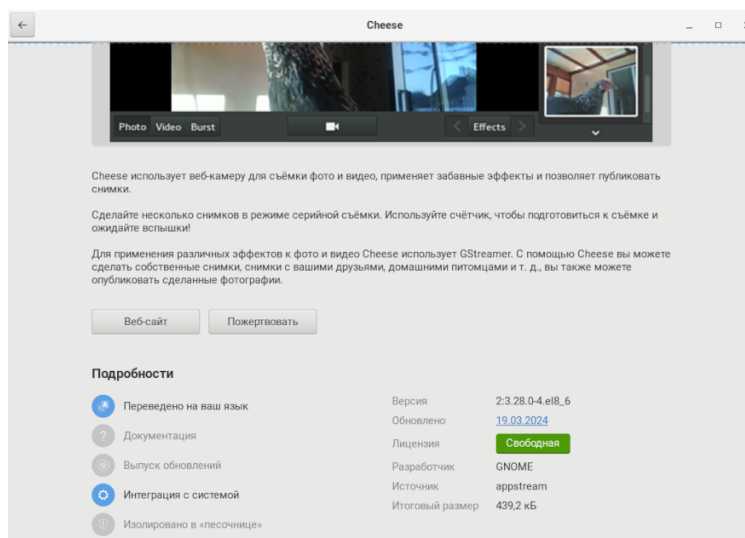 Cheese
Photo Video Burst Effects
Cheese использует веб-камеру для съёмки фото и видео, применяет забавные эффекты и позволяет публиковать
снимки.
Сделайте несколько снимков в режиме серийной съёмки. Используйте счётчик, чтобы подготовиться к съёмке и
ожидайте вспышки!
Для применения различных эффектов к фото и видео Cheese использует GStreamer. С помощью Cheese вы можете
сделать собственные снимки, снимки с вашими друзьями, домашними питомцами и т. д., вы также можете
опубликовать сделанные фотографии.
Веб-сайт Пожертвовать
Подробности
Переведено на ваш язык
Документация
Выпуск обновлений
Интеграция с системой
Изолировано в «песочнице»
Версия 2:3.28.0-4.el8_6
Обновлено 19.03.2024
Лицензия Свободная
Разработчик GNOME
Источник appstream
Итоговый размер 439,2 кБ